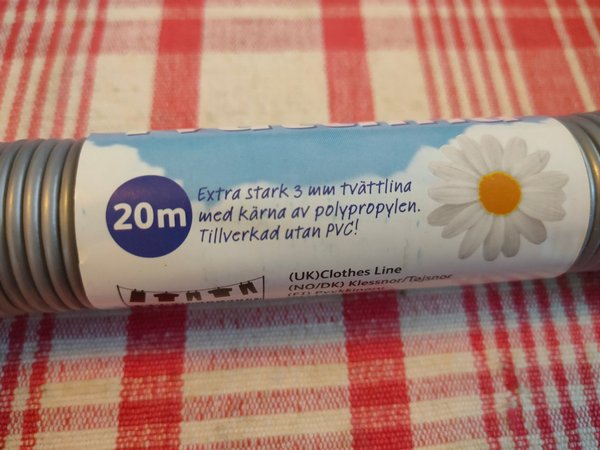 20m
Extra stark 3 mm tvättlina
med kärna av polypropylen.
Tillverkad utan PVC!
(UK)Clothes Line
(NO/DK) Klessnor/Tejsnor